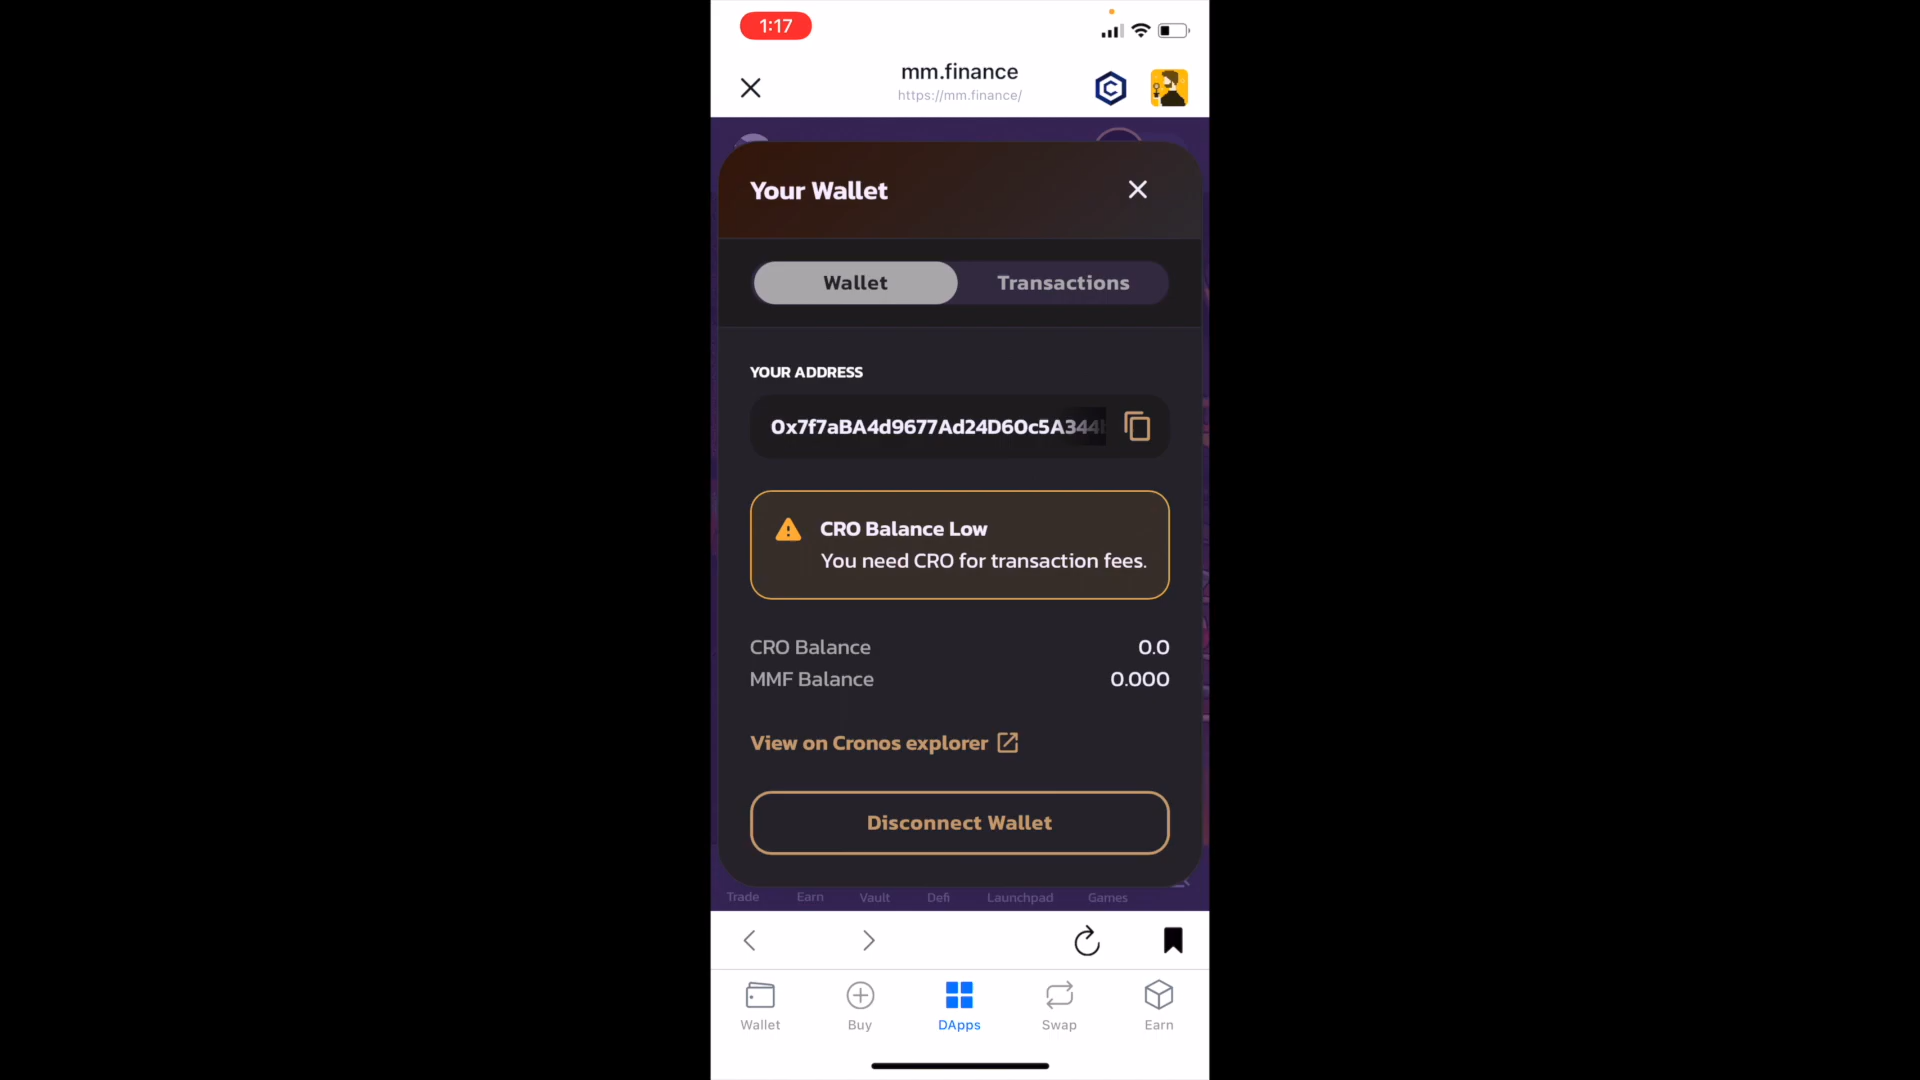 1:17
mm.finance
https://mm.finance/
Your Wallet
Wallet Transactions
YOUR ADDRESS
0x7f7aBA4d9677Ad24D60c5A344
CRO Balance Low
You need CRO for transaction fees.
CRO Balance 0.0
MMF Balance 0.000
View on Cronos explorer
Disconnect Wallet
Trade Earn Vault Defi Launchpad Games
Wallet Buy DApps Swap Earn